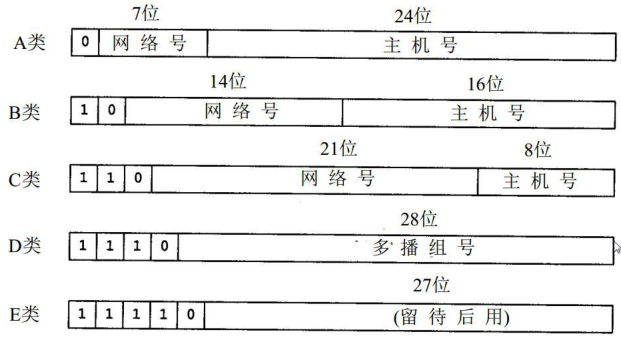 7位 24位
A类 0 网络号 主机号
14位 16位
B类 1 0 网络号 主机号
21位 8位
C类 1 1 0 网络号 主机号
28位
D类 1 1 1 0 多播组号
27位
E类 1 1 1 1 0 (留待后用)